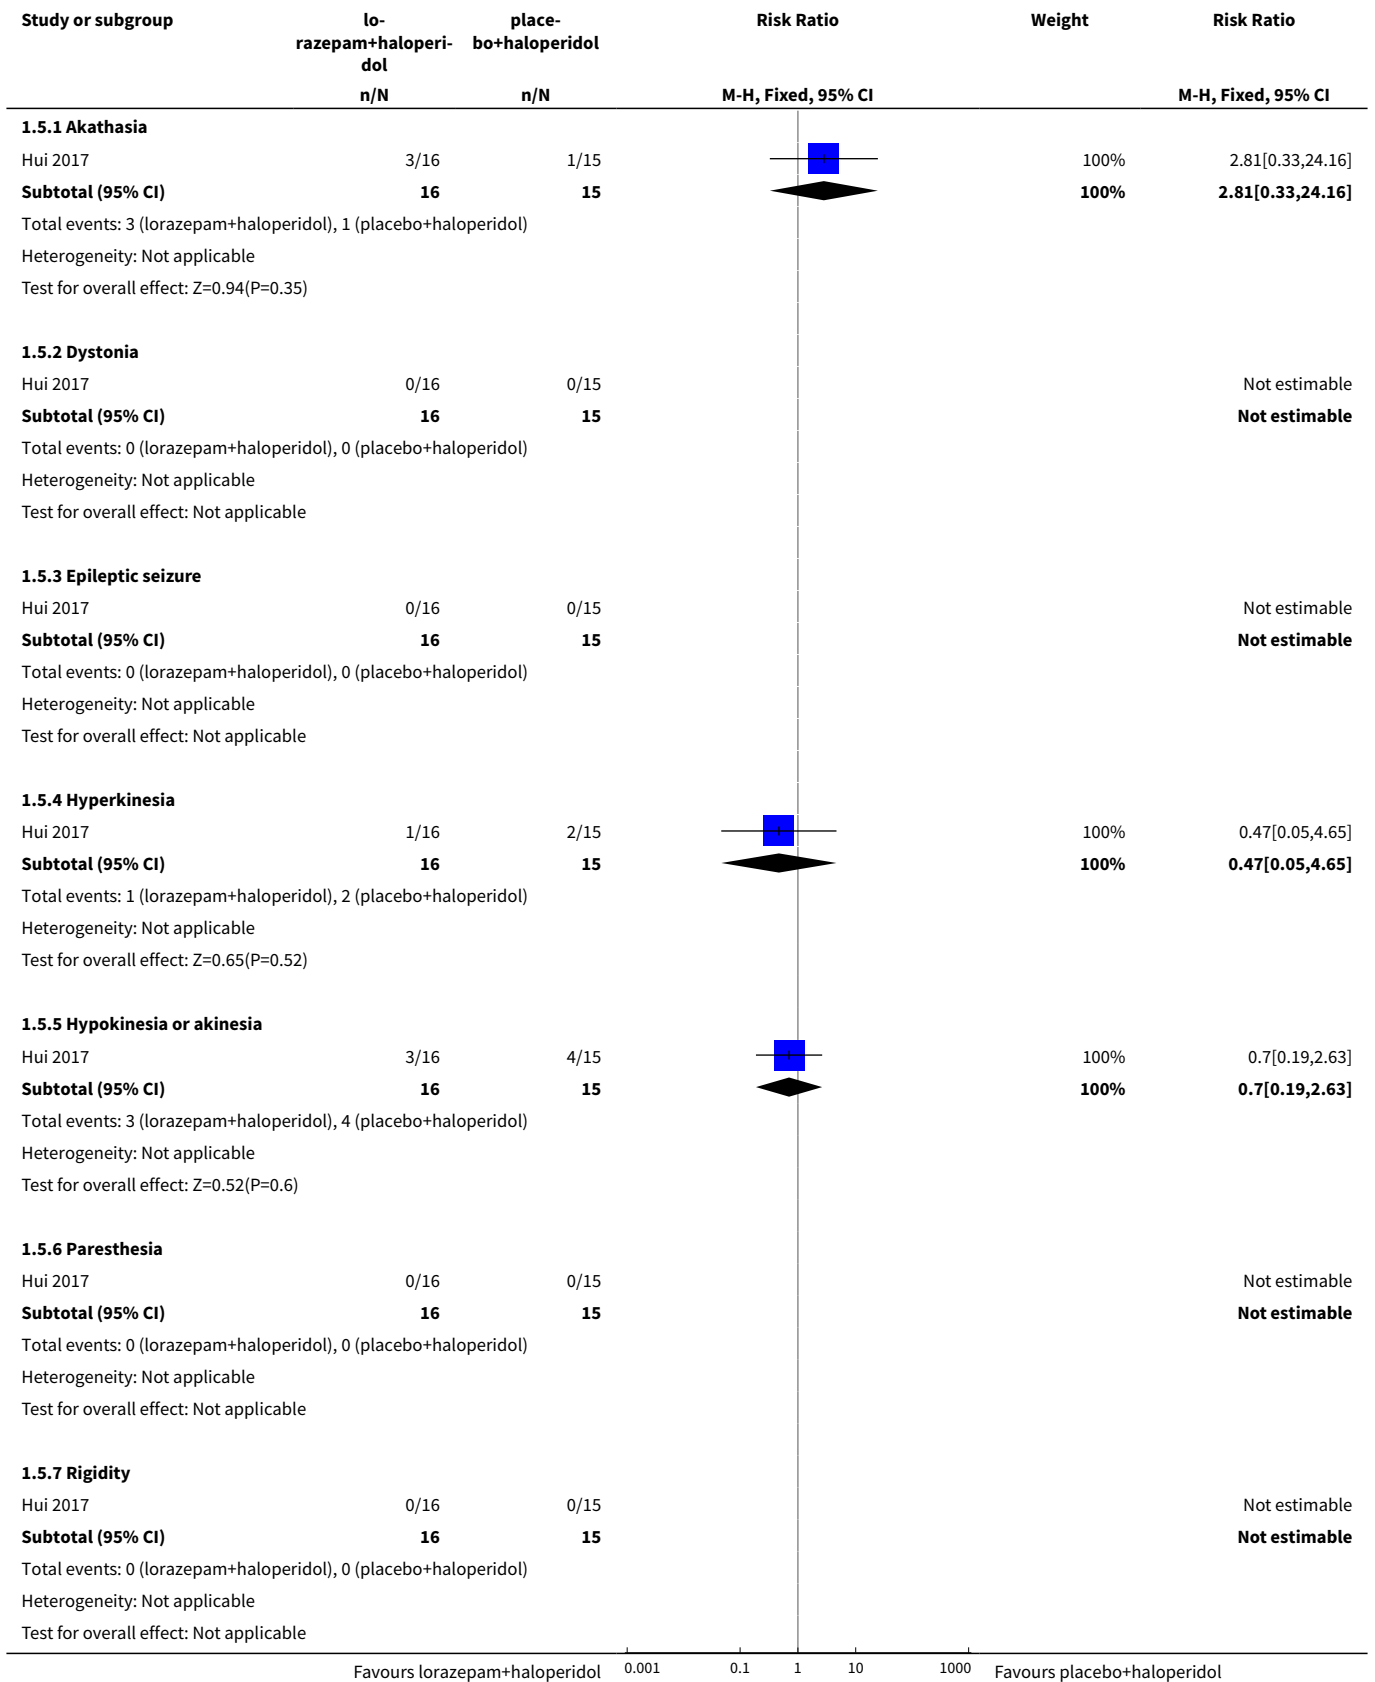 Study or subgroup lo- place- Risk Ratio Weight Risk Ratio
razepam+haloperi- bo+haloperidol
dol
n/N n/N M-H, Fixed, 95% CI M-H, Fixed, 95% CI
1.5.1 Akathasia
Hui 2017 3/16 1/15 100% 2.81[0.33,24.16]
Subtotal (95% CI) 16 15 100% 2.81[0.33,24.16]
Total events: 3 (lorazepam+haloperidol), 1 (placebo+haloperidol)
Heterogeneity: Not applicable
Test for overall effect: Z=0.94(P=0.35)
1.5.2 Dystonia
Hui 2017 0/16 0/15 Not estimable
Subtotal (95% CI) 16 15 Not estimable
Total events: 0 (lorazepam+haloperidol), 0 (placebo+haloperidol)
Heterogeneity: Not applicable
Test for overall effect: Not applicable
1.5.3 Epileptic seizure
Hui 2017 0/16 0/15 Not estimable
Subtotal (95% CI) 16 15 Not estimable
Total events: 0 (lorazepam+haloperidol), 0 (placebo+haloperidol)
Heterogeneity: Not applicable
Test for overall effect: Not applicable
1.5.4 Hyperkinesia
Hui 2017 1/16 2/15 100% 0.47[0.05,4.65]
Subtotal (95% CI) 16 15 100% 0.47[0.05,4.65]
Total events: 1 (lorazepam+haloperidol), 2 (placebo+haloperidol)
Heterogeneity: Not applicable
Test for overall effect: Z=0.65(P=0.52)
1.5.5 Hypokinesia or akinesia
Hui 2017 3/16 4/15 100% 0.7[0.19,2.63]
Subtotal (95% CI) 16 15 100% 0.7[0.19,2.63]
Total events: 3 (lorazepam+haloperidol), 4 (placebo+haloperidol)
Heterogeneity: Not applicable
Test for overall effect: Z=0.52(P=0.6)
1.5.6 Paresthesia
Hui 2017 0/16 0/15 Not estimable
Subtotal (95% CI) 16 15 Not estimable
Total events: 0 (lorazepam+haloperidol), 0 (placebo+haloperidol)
Heterogeneity: Not applicable
Test for overall effect: Not applicable
1.5.7 Rigidity
Hui 2017 0/16 0/15 Not estimable
Subtotal (95% CI) 16 15 Not estimable
Total events: 0 (lorazepam+haloperidol), 0 (placebo+haloperidol)
Heterogeneity: Not applicable
Test for overall effect: Not applicable
Favours lorazepam+haloperidol 0.001 0.1 1 10 1000 Favours placebo+haloperidol